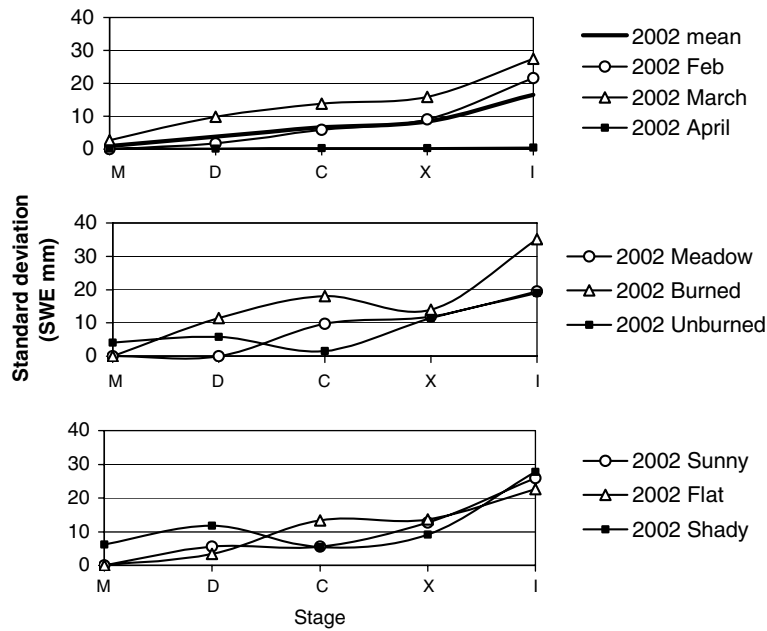 40
30
20
10
0
M D C X I
2002 mean
2002 Feb
2002 March
2002 April
Standard deviation
(SWE mm)
40
30
20
10
0
M D C X I
2002 Meadow
2002 Burned
2002 Unburned
40
30
20
10
0
M D C X I
Stage
2002 Sunny
2002 Flat
2002 Shady